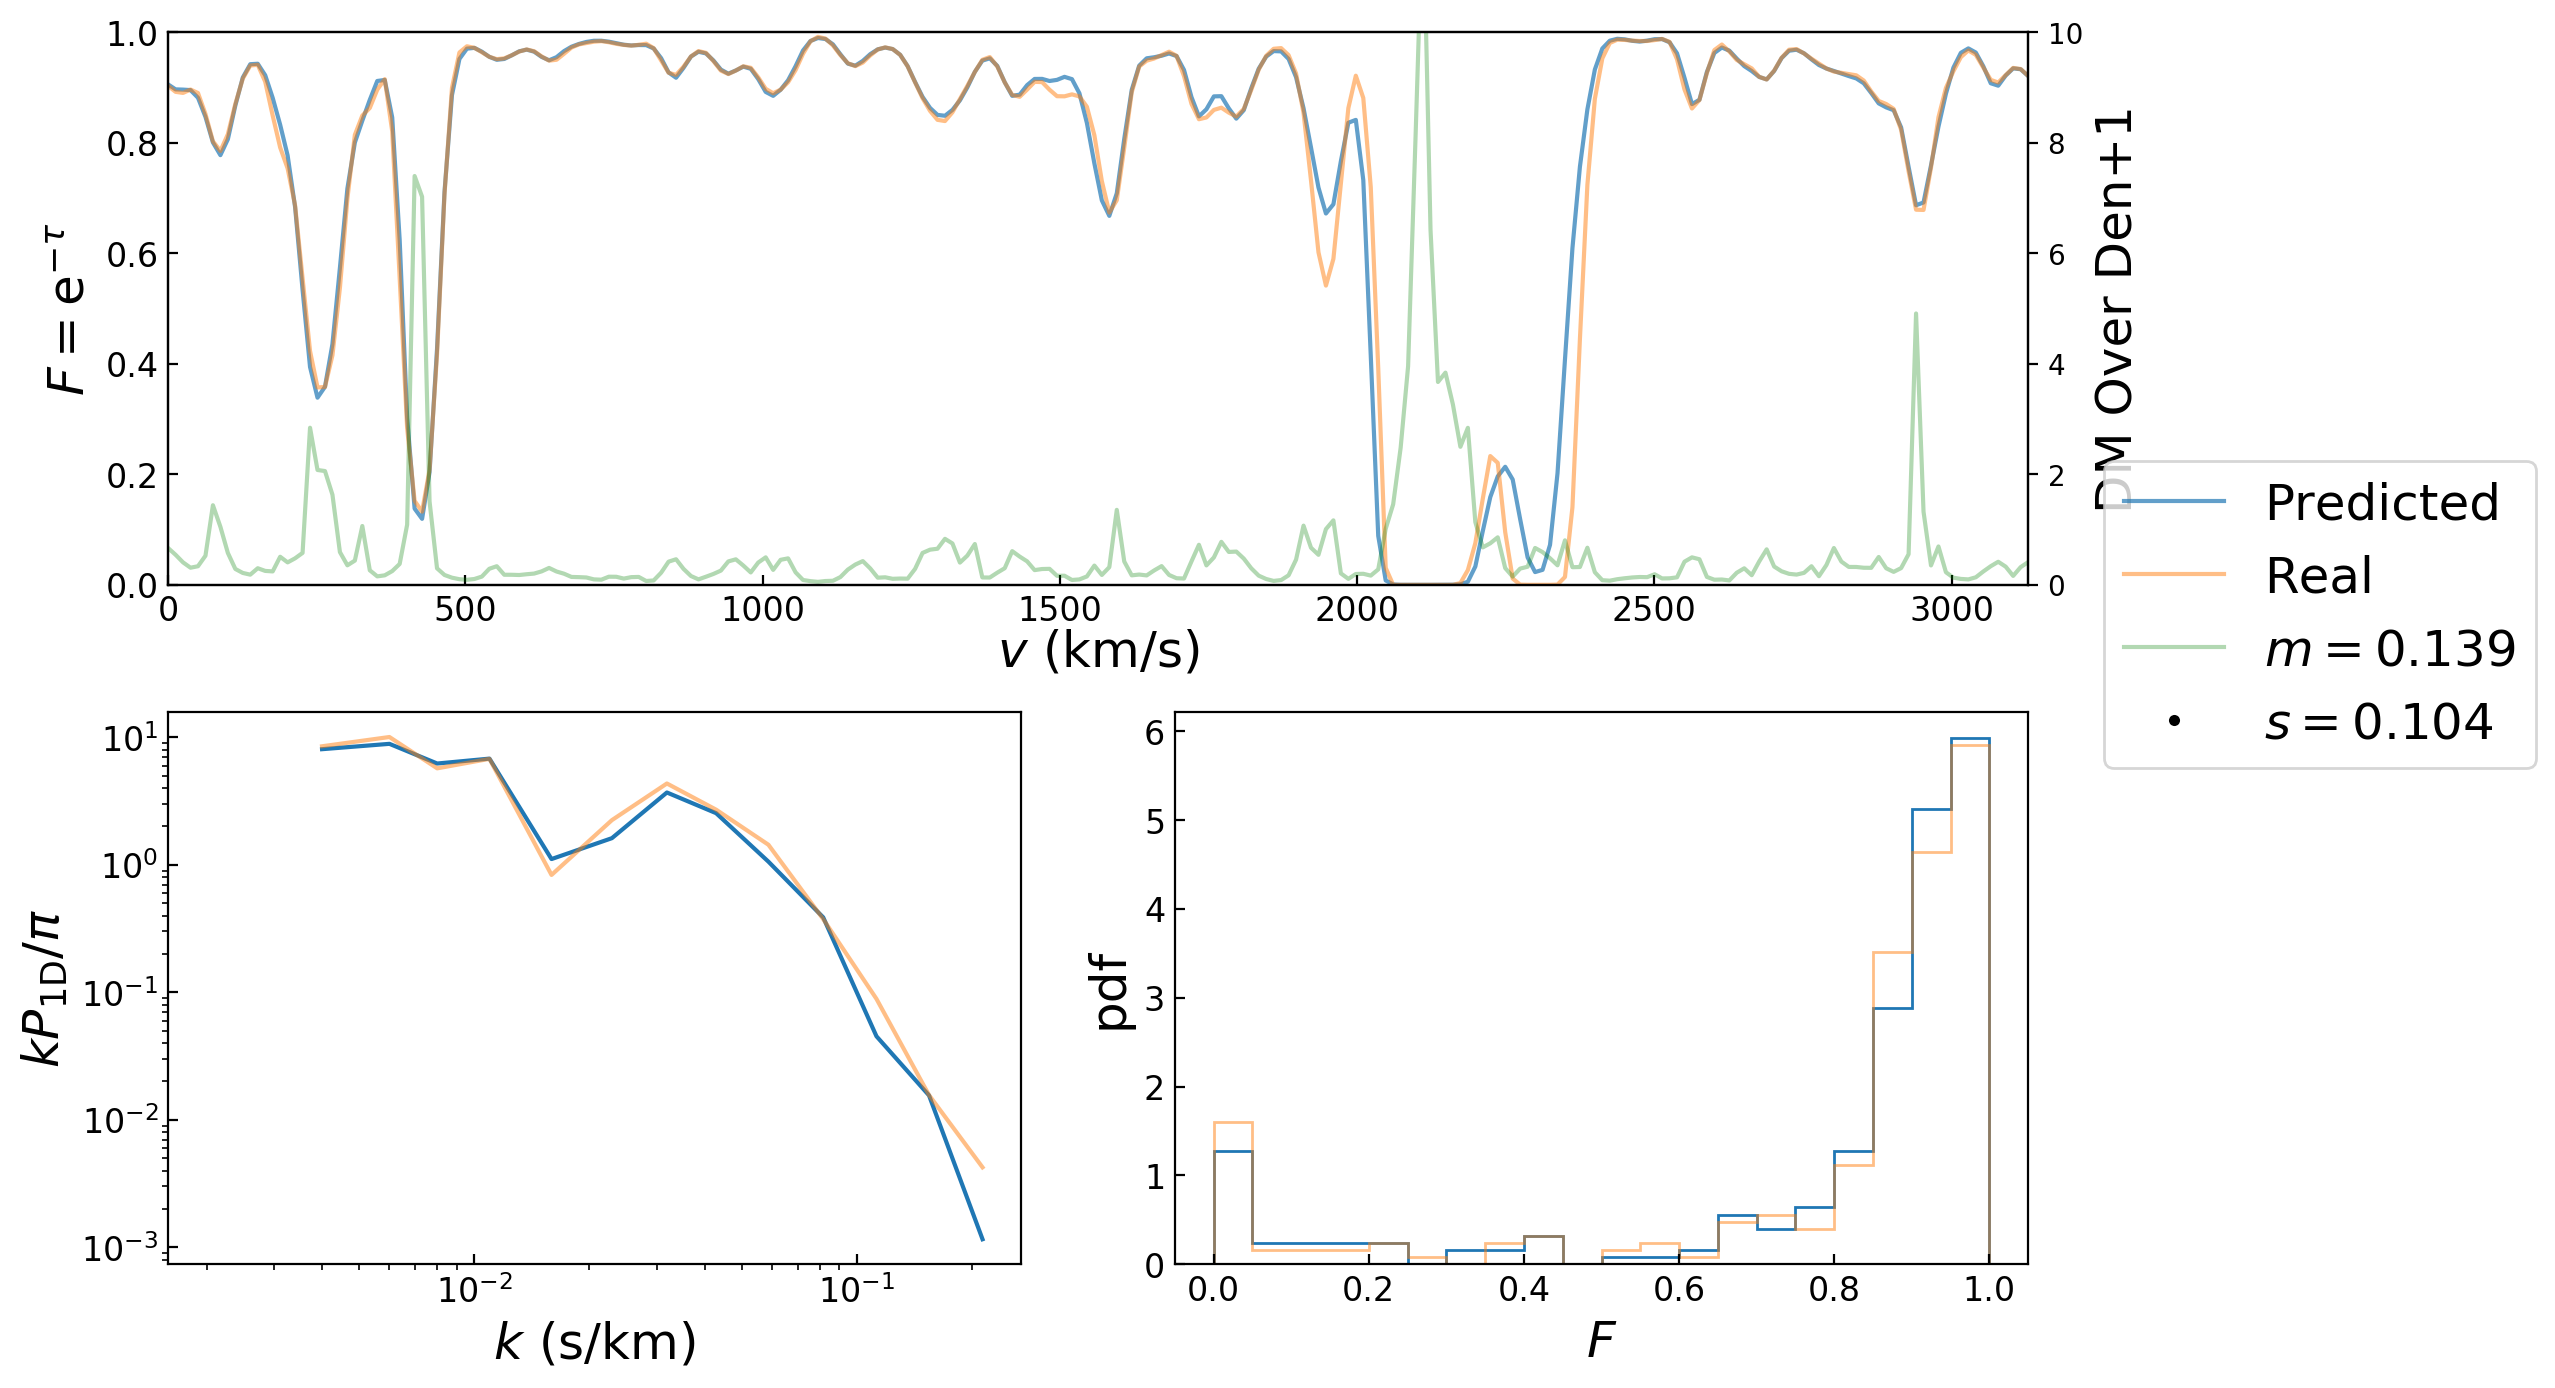 1.0
0.8
0.6
0.4
0.2
0.0
F = e^−τ
10
8
6
4
2
0
DM Over Den+1
0 500 1000 1500 2000 2500 3000
v (km/s)
Predicted
Real
m = 0.139
s = 0.104
10^1
10^0
10^−1
10^−2
10^−3
kP_1D/π
10^−2 10^−1
k (s/km)
6
5
4
3
2
1
0
pdf
0.0 0.2 0.4 0.6 0.8 1.0
F